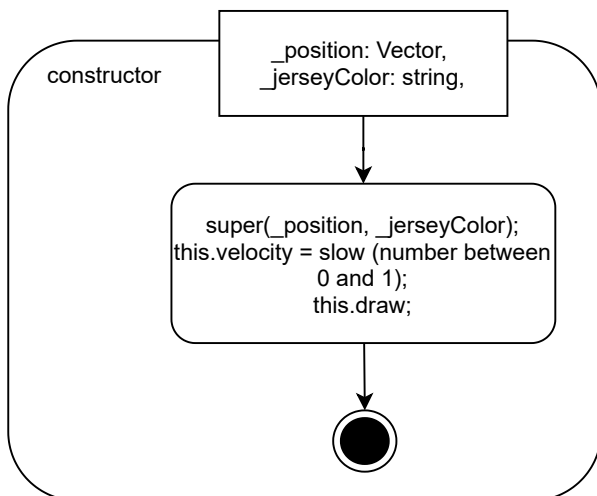 _position: Vector,
_jerseyColor: string,
constructor
super(_position, _jerseyColor);
this.velocity = slow (number between
0 and 1);
this.draw;